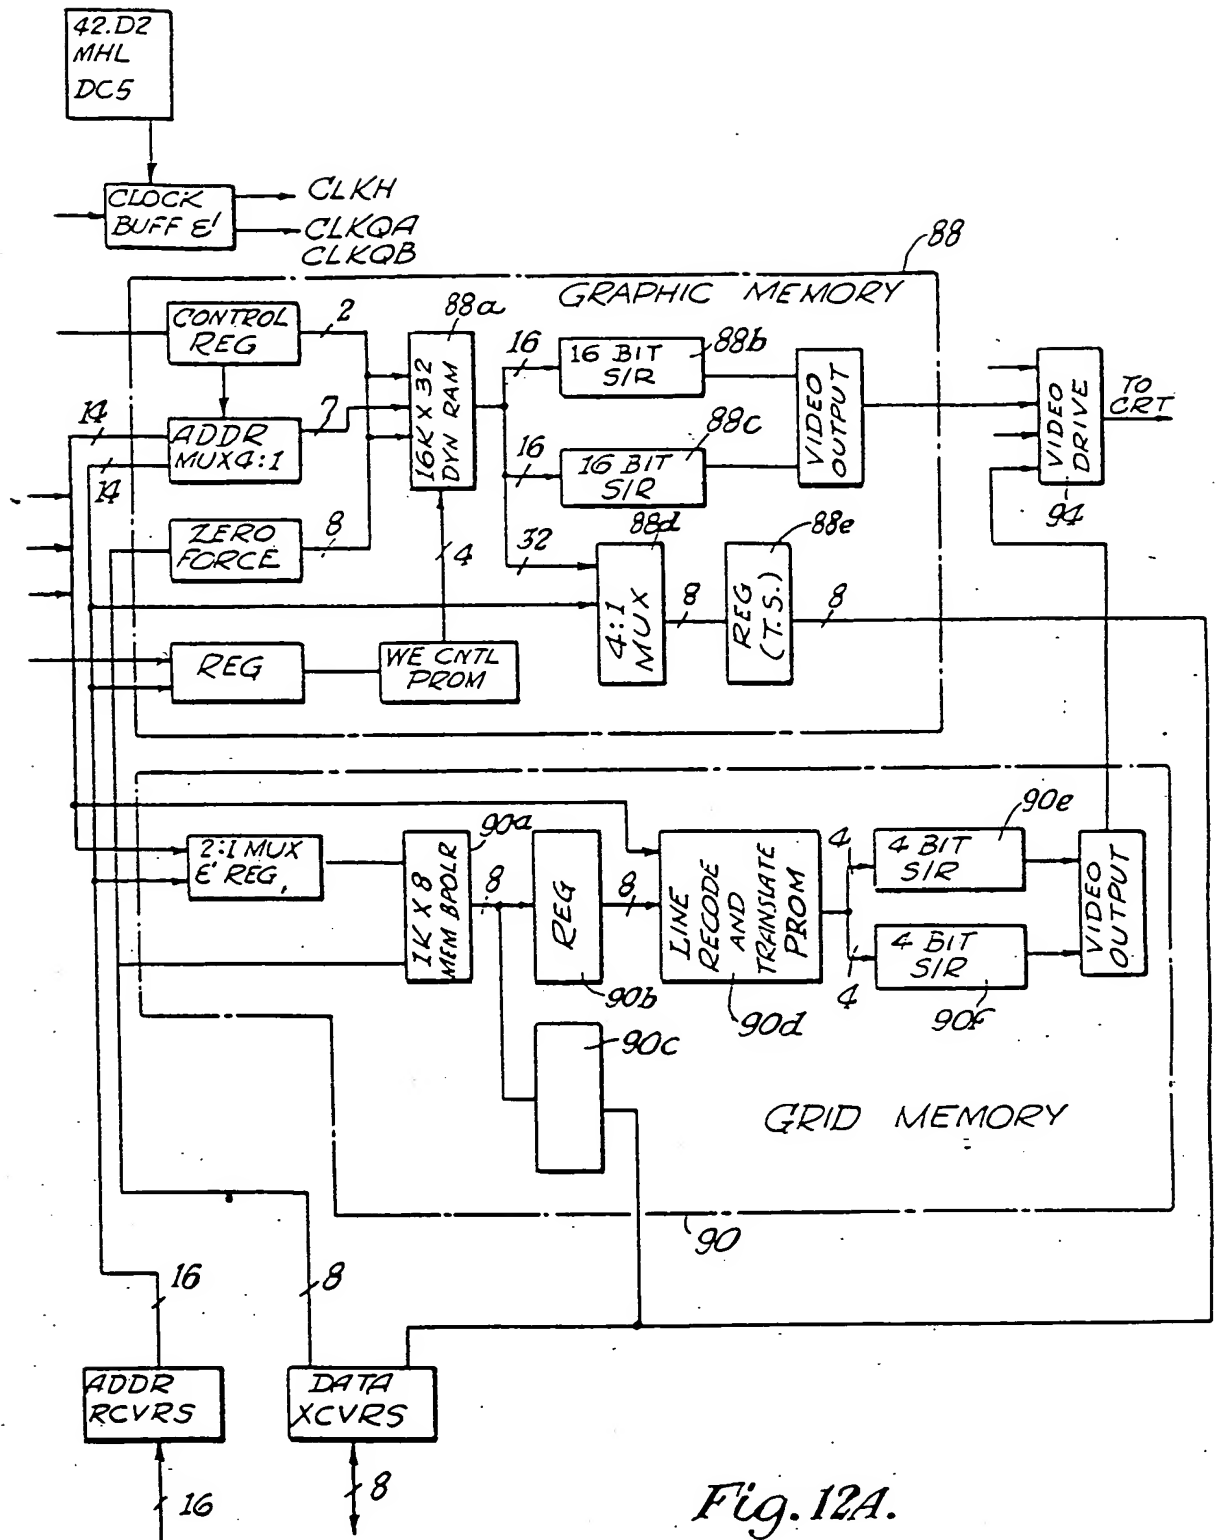 42.D2
MHL
DC5
CLOCK
BUFF &
CLKH
CLKQA
CLKQB
88
GRAPHIC MEMORY
CONTROL
REG
2
88a
16K X 32
DYN RAM
16
16 BIT
S/R
88b
VIDEO
OUTPUT
14
ADDR
MUX 4:1
7
14
16
16 BIT
S/R
88c
VIDEO
DRIVE
TO
CRT
94
ZERO
FORCE
8
4
32
88d
4:1
MUX
8
88e
REG
(T.S.)
8
REG
WE CNTL
PROM
2:1 MUX
& REG.
90a
1K X 8
MEM BPOLR
8
REG
90b
8
LINE
RECODE
AND
TRANSLATE
PROM
90d
4
4 BIT
S/R
90e
4
4 BIT
S/R
90f
VIDEO
OUTPUT
90c
GRID MEMORY
90
16
8
ADDR
RCVRS
DATA
XCVRS
16
8
Fig. 12A.